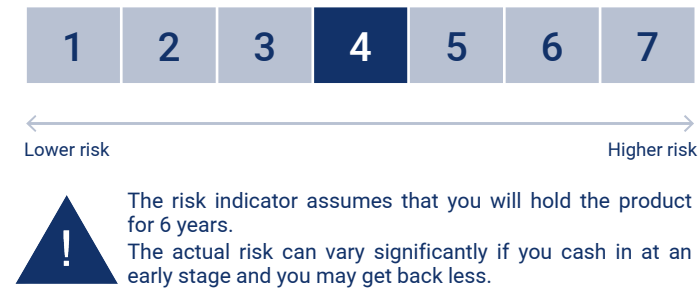 1 2 3 4 5 6 7
Lower risk Higher risk
The risk indicator assumes that you will hold the product
for 6 years.
The actual risk can vary significantly if you cash in at an
early stage and you may get back less.
!